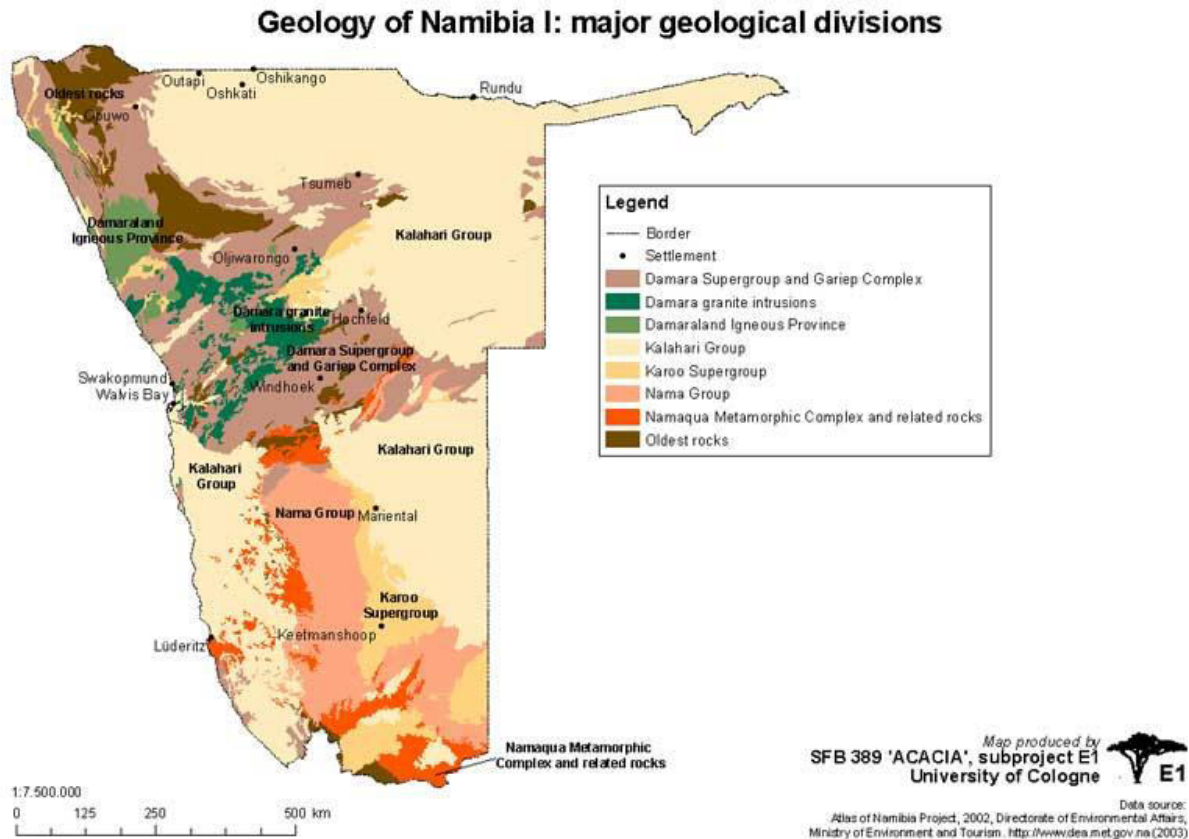 Geology of Namibia I: major geological divisions
Outapi
Oshikango
Oshkati
Rundu
Oldest rocks
Opuwo
Tsumeb
Damaraland
Igneous Province
Kalahari Group
Oljiwarongo
Damara granite
intrusions
Hochfeld
Damara Supergroup
and Gariep Complex
Swakopmund
Walvis Bay
Windhoek
Kalahari
Group
Kalahari Group
Nama Group
Mariental
Karoo
Supergroup
Keetmanshoop
Lüderitz
Namaqua Metamorphic
Complex and related rocks
Legend
Border
Settlement
Damara Supergroup and Gariep Complex
Damara granite intrusions
Damaraland Igneous Province
Kalahari Group
Karoo Supergroup
Nama Group
Namaqua Metamorphic Complex and related rocks
Oldest rocks
1:7.500.000
0 125 250 500 km
Map produced by
SFB 389 'ACACIA', subproject E1
University of Cologne
E1
Data source:
Atlas of Namibia Project, 2002, Directorate of Environmental Affairs,
Ministry of Environment and Tourism. http://www.dea.met.gov.na (2003)